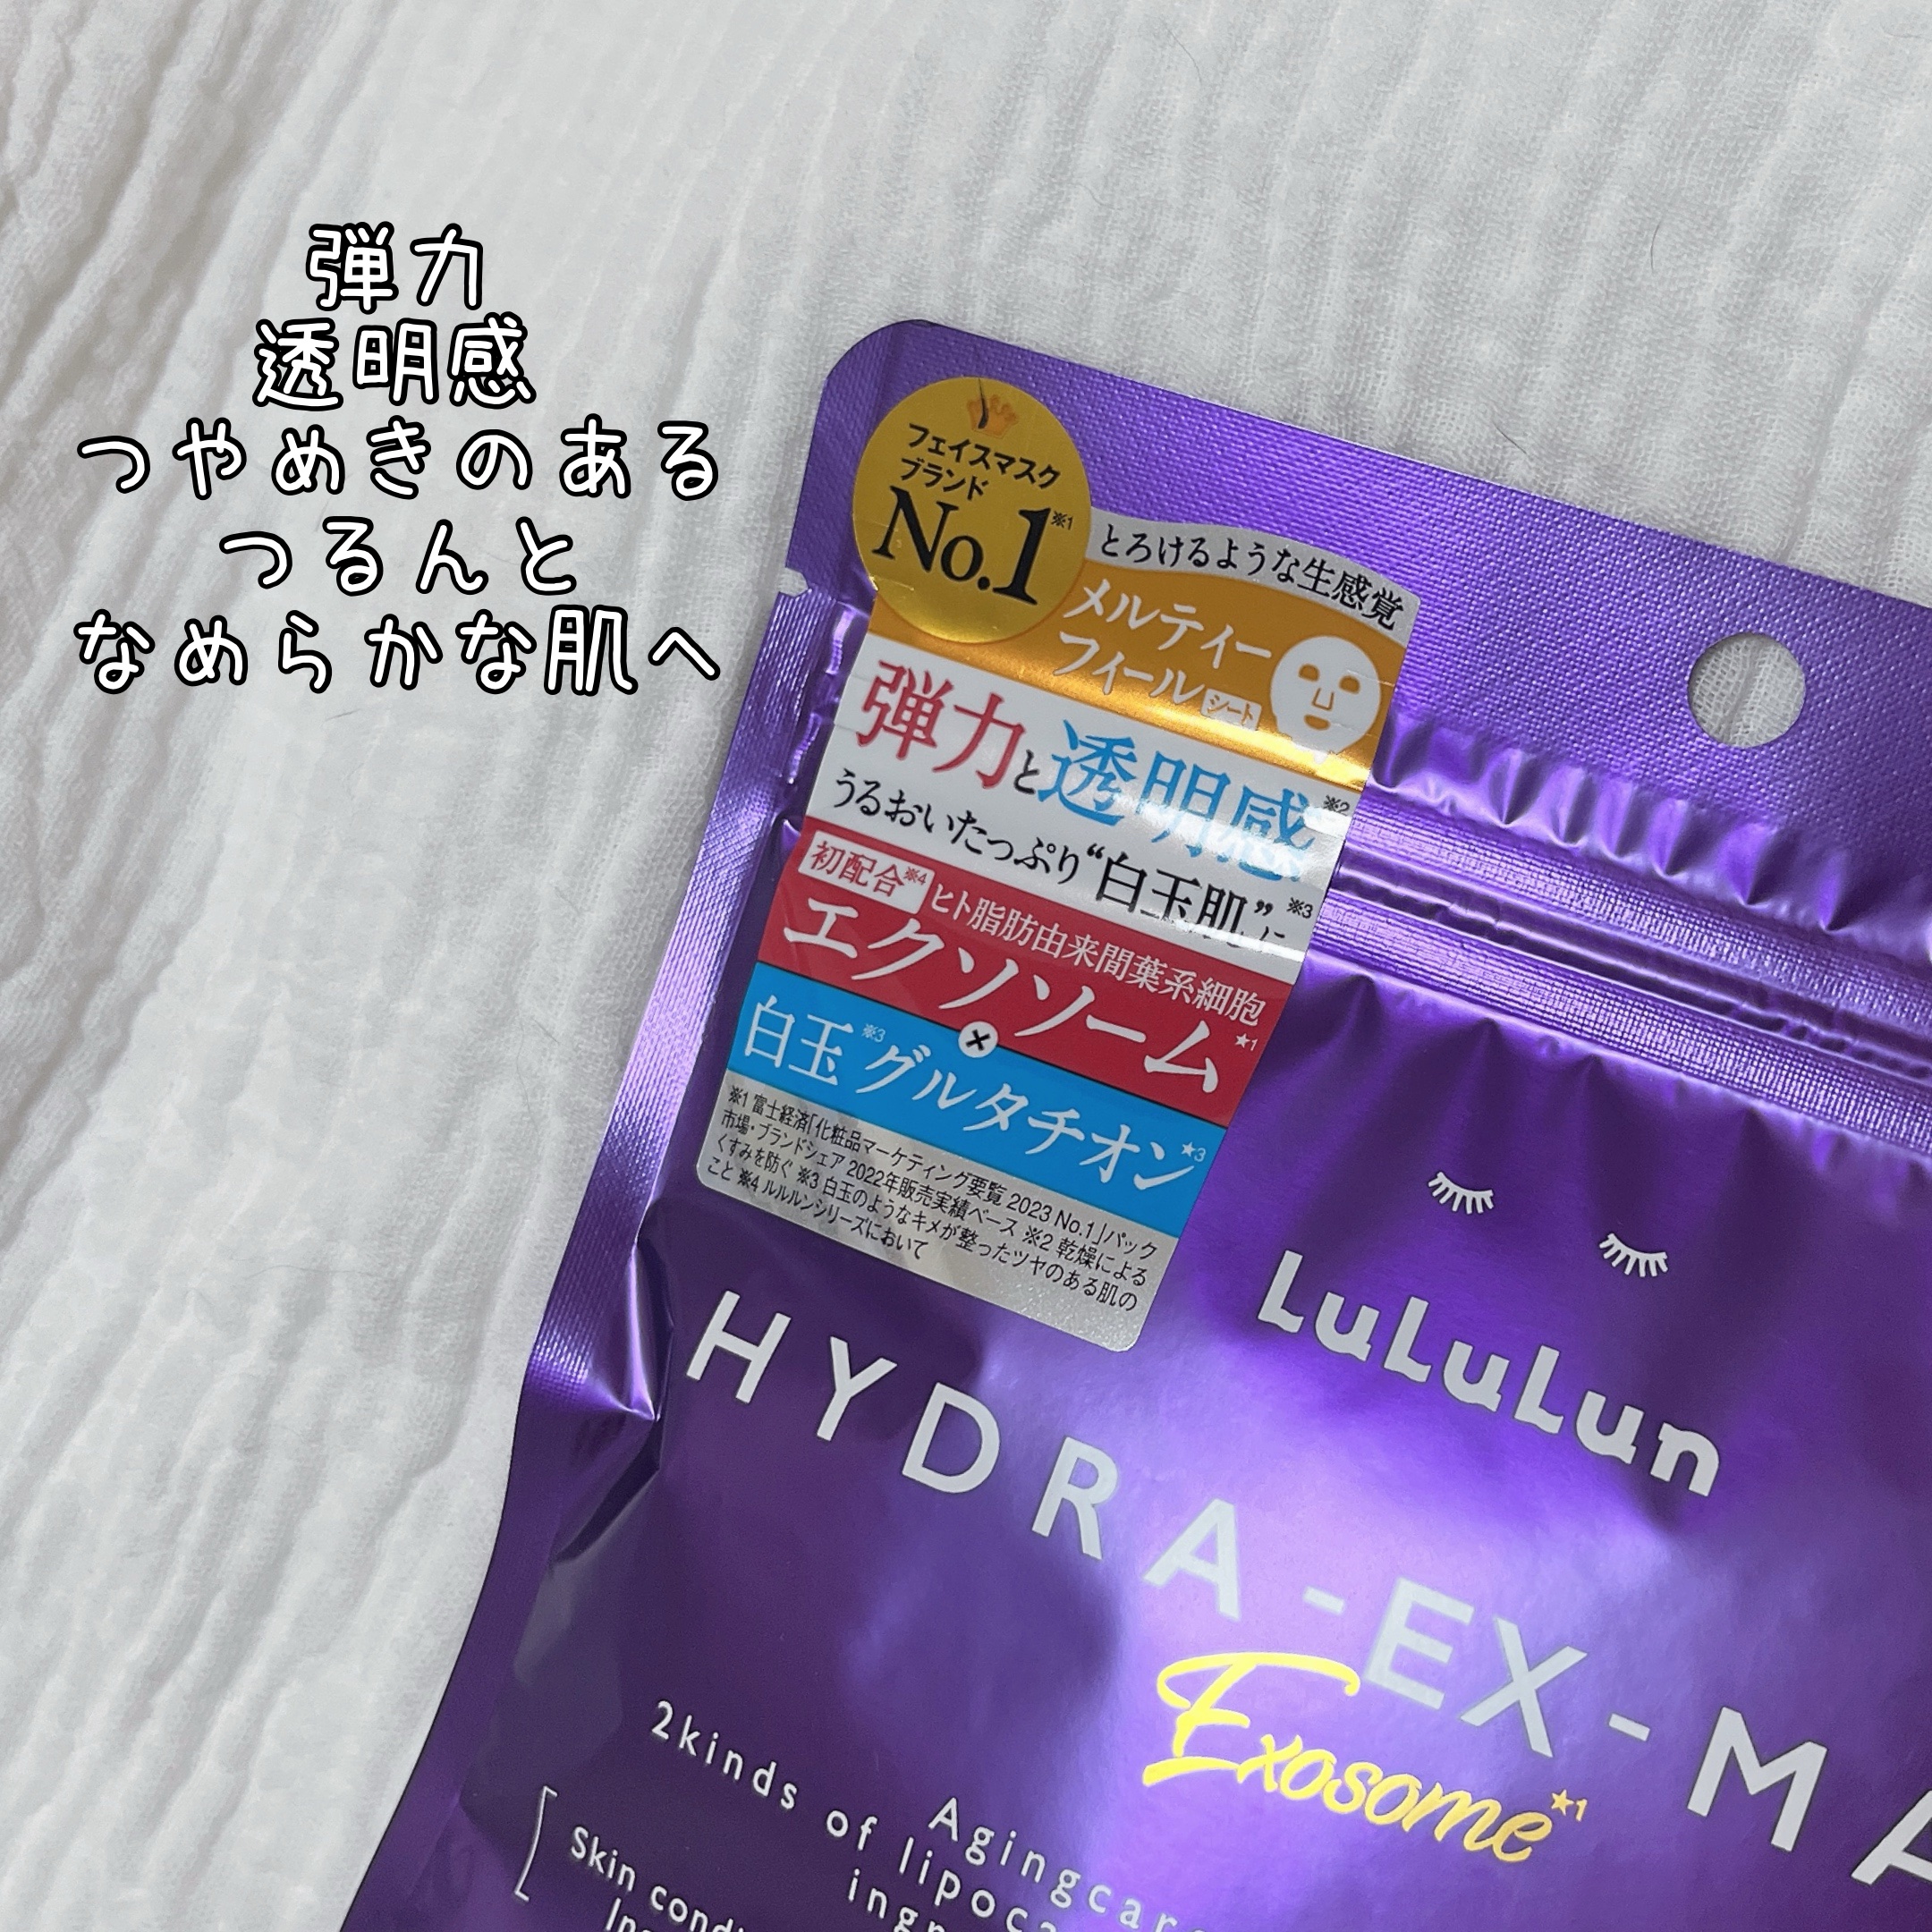 弾力
透明感
つやめきのある
つるんと
なめらかな肌へ
フェイスマスク
ブランド
No.1※1
とろけるような生感覚
メルティー
フィール シート
弾力と透明感※2
うるおいたっぷり“白玉肌”※3に
初配合※4 ヒト脂肪由来間葉系細胞
エクソソーム★1
×
白玉※3グルタチオン★3
※1 富士経済「化粧品マーケティング要覧 2023 No.1」パック
市場・ブランドシェア 2022年販売実績ベース ※2 乾燥による
くすみを防ぐ ※3 白玉のようなキメが整ったツヤのある肌の
こと ※4 ルルルンシリーズにおいて
LuLuLun
HYDRA-EX-MA
Exosome★1
Agingcare
2kinds of lipoca
ingr
Skin condi